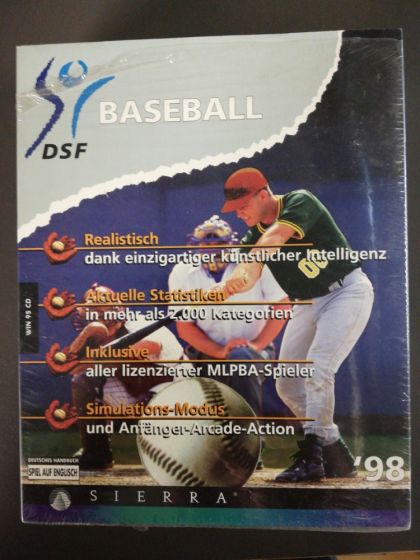 BASEBALL
DSF
Realistisch
dank einzigartiger künstlicher Intelligenz
00
Aktuelle Statistiken
in mehr als 2.000 Kategorien
WIN 95 CD
Inklusive
aller lizenzierter MLPBA-Spieler
Simulations-Modus
und Anfänger-Arcade-Action
DEUTSCHES HANDBUCH
SPIEL AUF ENGLISCH
'98
SIERRA